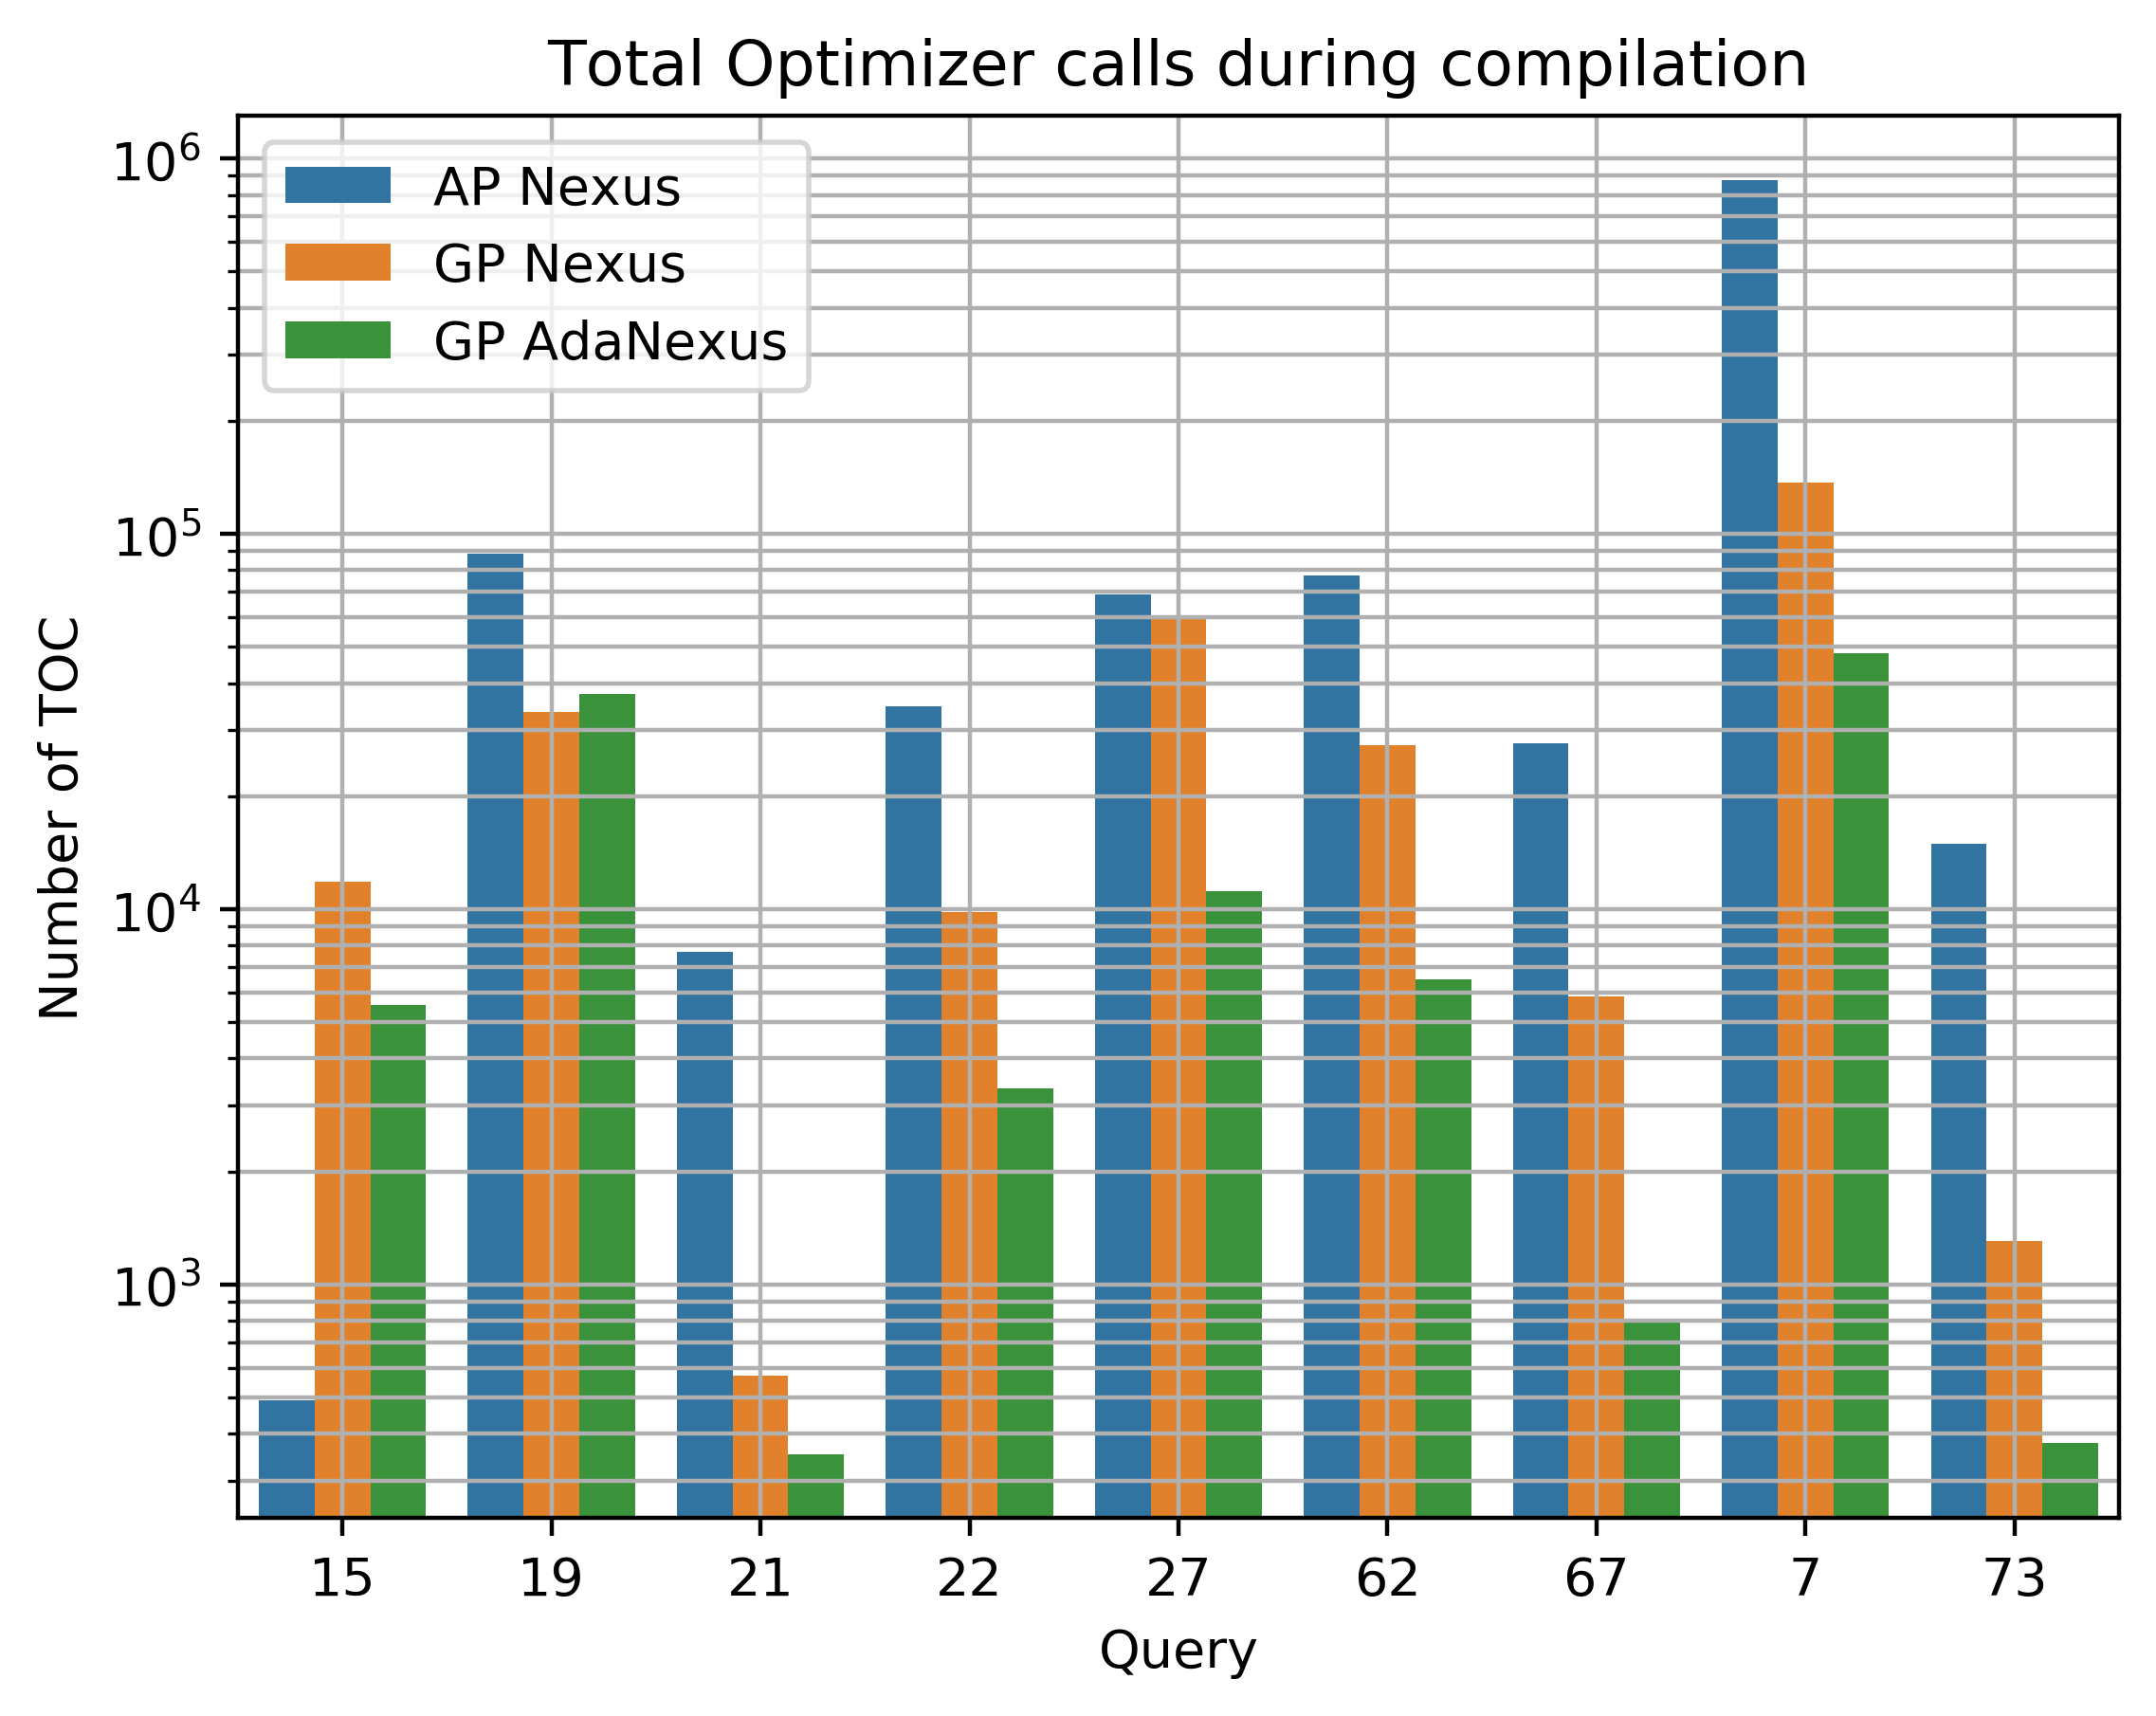 Total Optimizer calls during compilation
10^6
10^5
10^4
10^3
Number of TOC
AP Nexus
GP Nexus
GP AdaNexus
15 19 21 22 27 62 67 7 73
Query